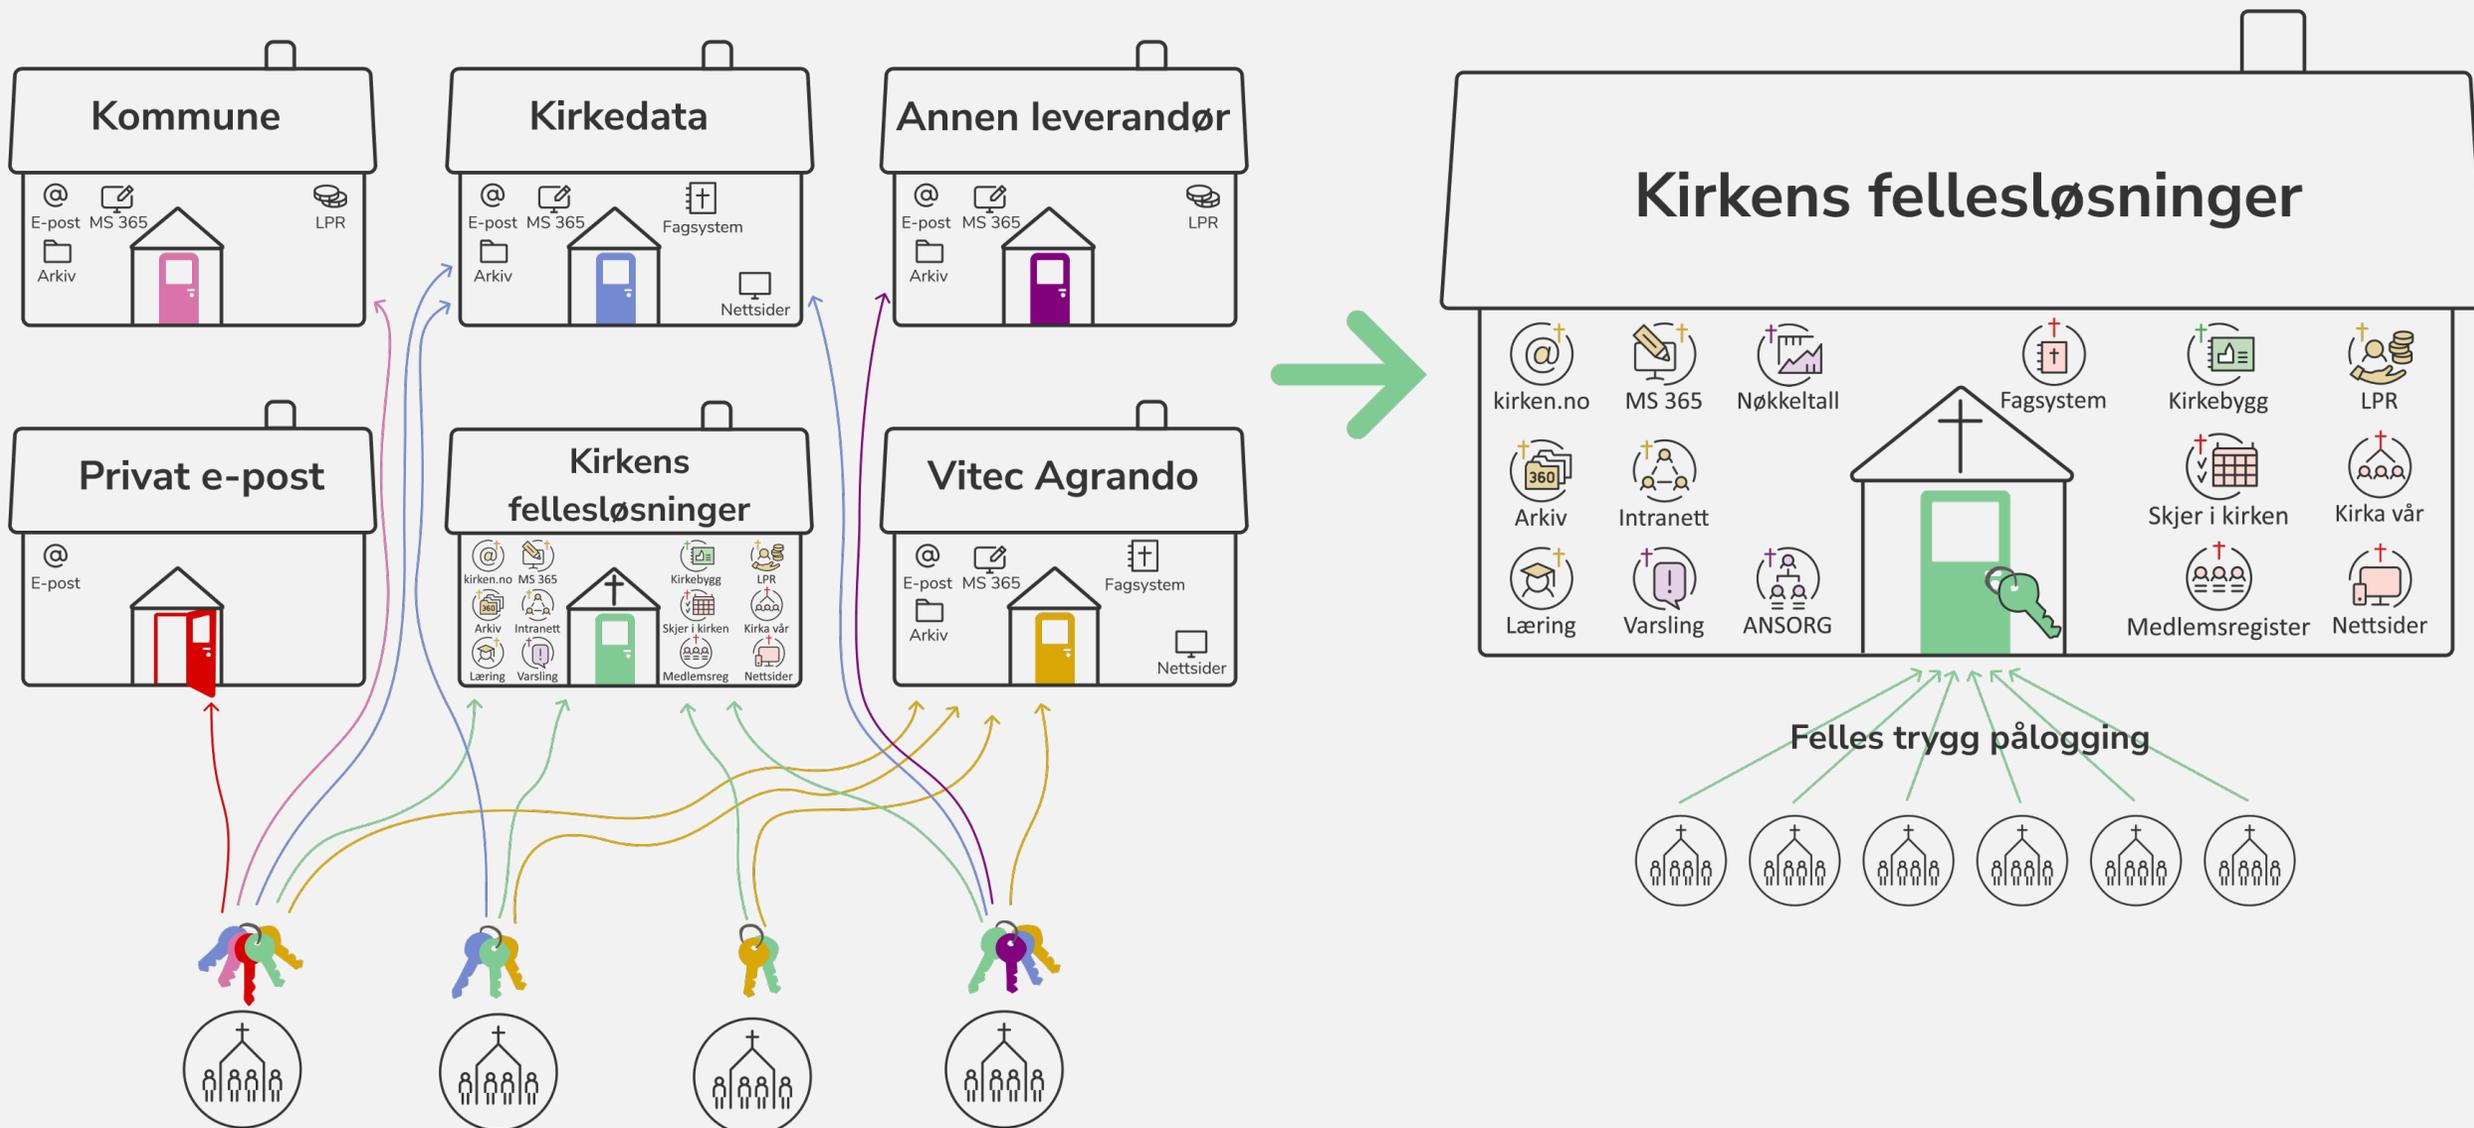 Kommune
E-post
MS 365
LPR
Arkiv
Kirkedata
E-post
MS 365
Fagsystem
Arkiv
Nettsider
Annen leverandør
E-post
MS 365
LPR
Arkiv
Privat e-post
@
E-post
Kirkens
fellesløsninger
kirken.no
MS 365
Kirkebygg
LPR
360
Arkiv
Intranett
Skjer i kirken
Kirka vår
Læring
Varsling
Medlemsreg
Nettsider
Vitec Agrando
E-post
MS 365
Fagsystem
Arkiv
Nettsider
Kirkens fellesløsninger
kirken.no
MS 365
Nøkkeltall
Fagsystem
Kirkebygg
LPR
360
Arkiv
Intranett
Skjer i kirken
Kirka vår
Læring
Varsling
ANSORG
Medlemsregister
Nettsider
Felles trygg pålogging